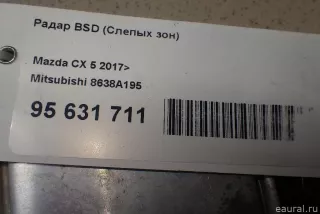 Радар BSD (Слепых зон)
Mazda CX 5 2017>
Mitsubishi 8638A195
95 631 711
eaural.ru